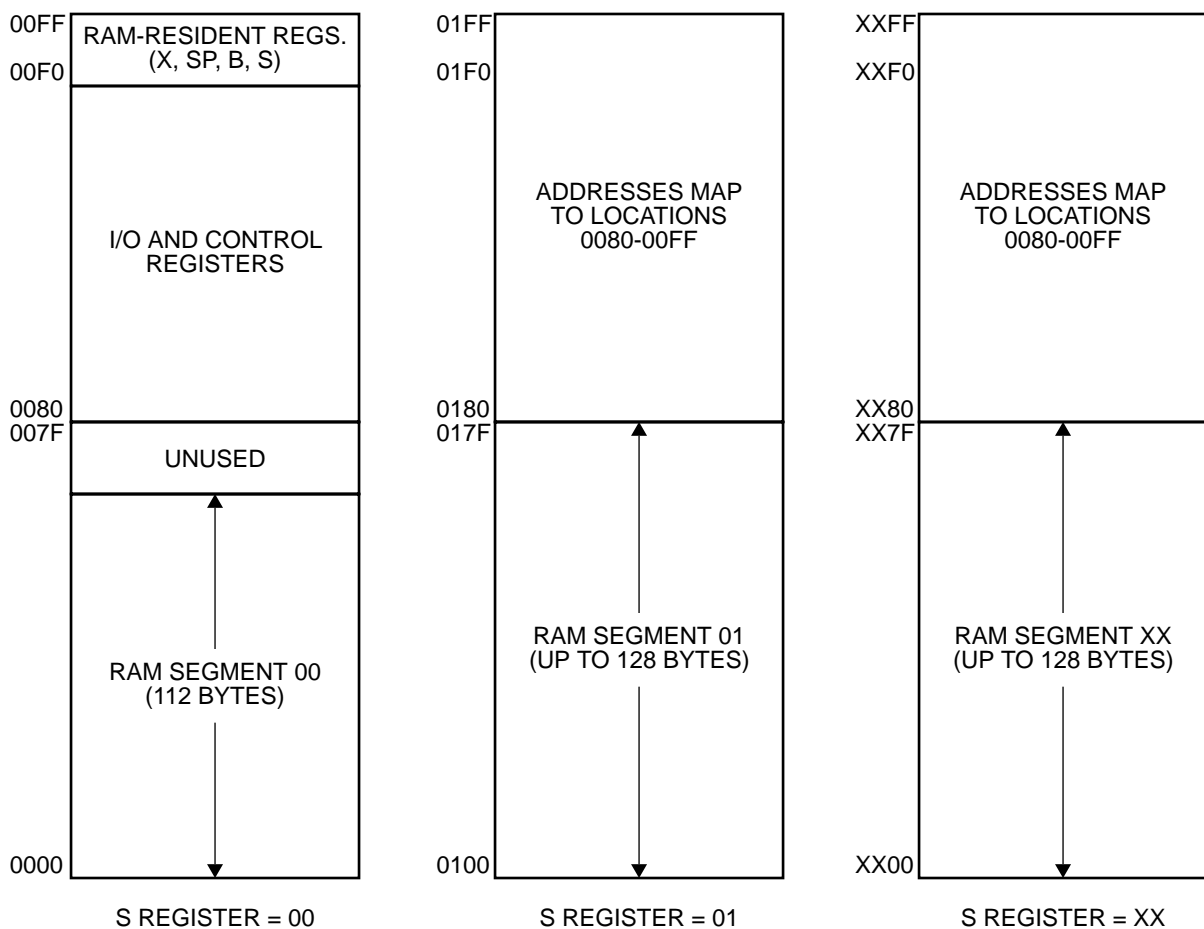 00FF
RAM-RESIDENT REGS.
(X, SP, B, S)
00F0
I/O AND CONTROL
REGISTERS
0080
007F
UNUSED
RAM SEGMENT 00
(112 BYTES)
0000
S REGISTER = 00
01FF
01F0
ADDRESSES MAP
TO LOCATIONS
0080-00FF
0180
017F
RAM SEGMENT 01
(UP TO 128 BYTES)
0100
S REGISTER = 01
XXFF
XXF0
ADDRESSES MAP
TO LOCATIONS
0080-00FF
XX80
XX7F
RAM SEGMENT XX
(UP TO 128 BYTES)
XX00
S REGISTER = XX